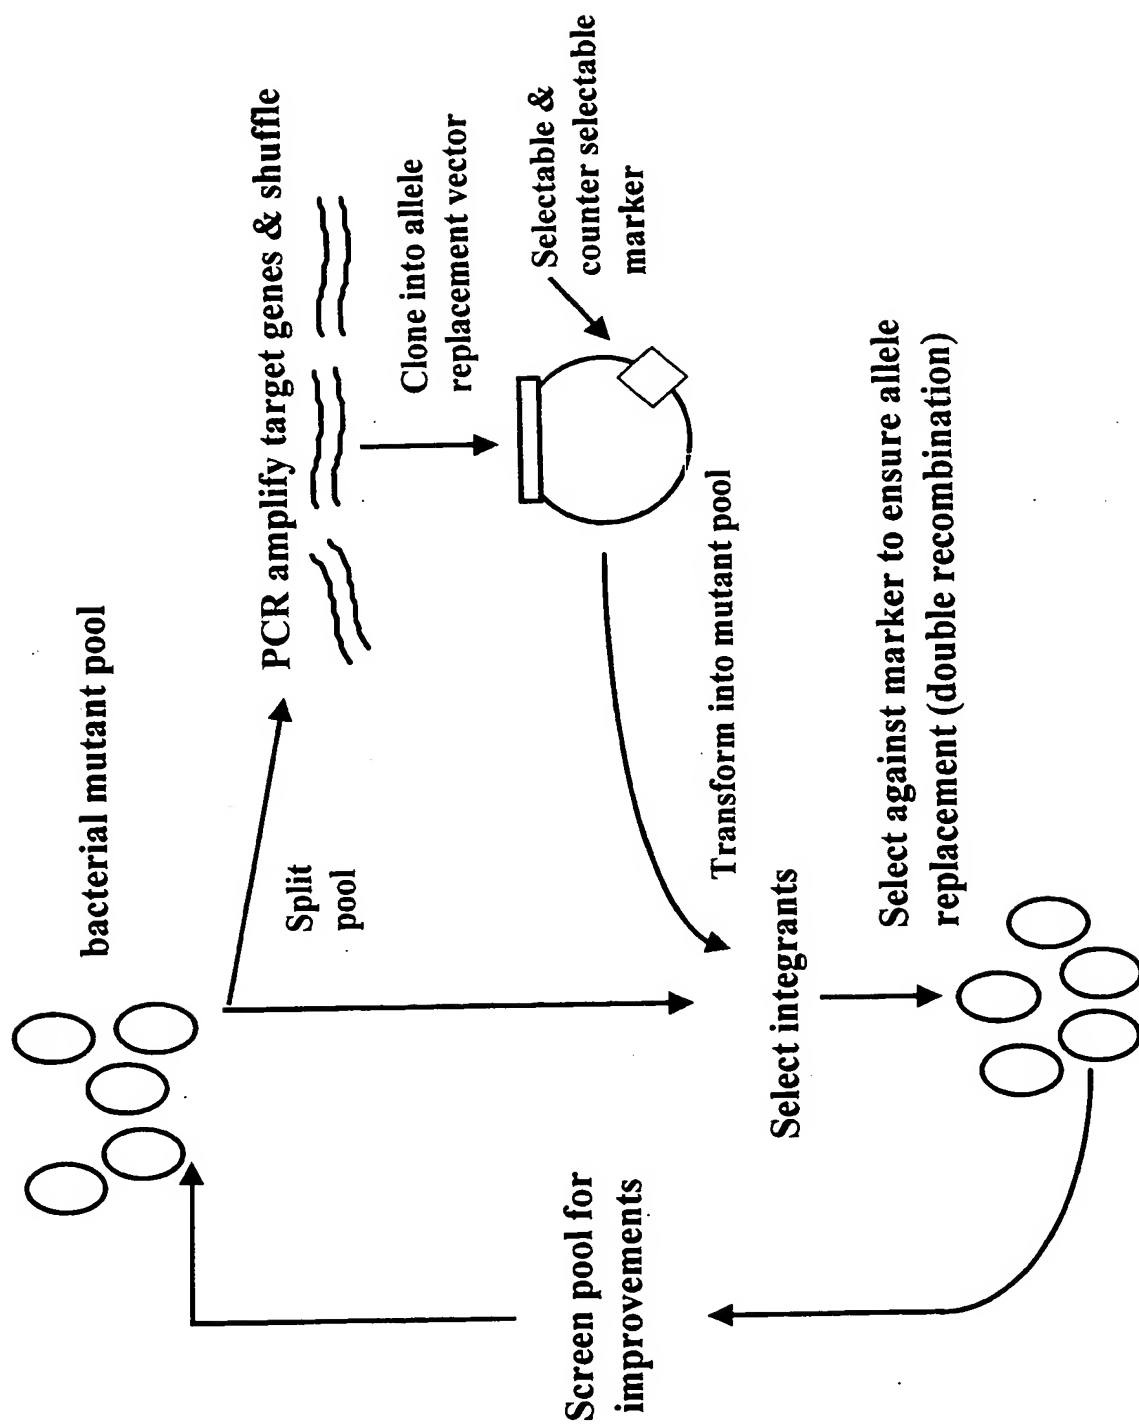 bacterial mutant pool
Split
pool
PCR amplify target genes & shuffle
Clone into allele
replacement vector
Selectable &
counter selectable
marker
Transform into mutant pool
Select integrants
Select against marker to ensure allele
replacement (double recombination)
Screen pool for
improvements